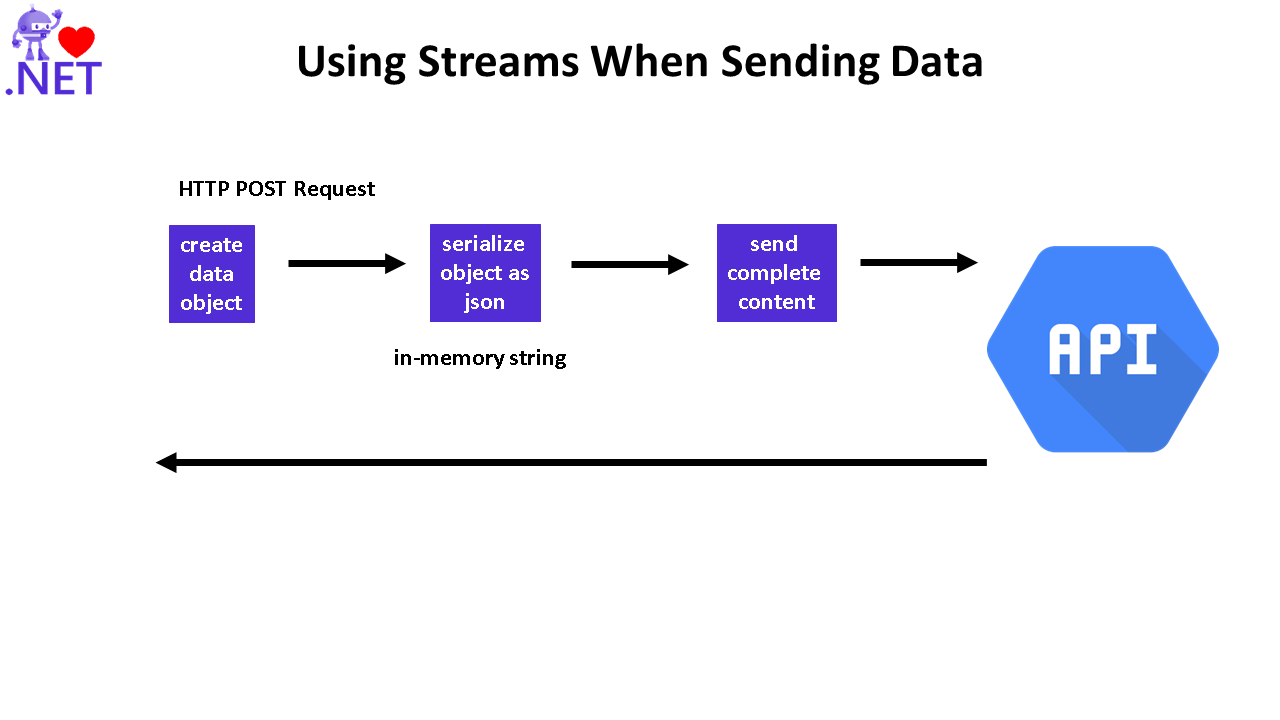 .NET
Using Streams When Sending Data
HTTP POST Request
create
data
object
serialize
object as
json
send
complete
content
in-memory string
API